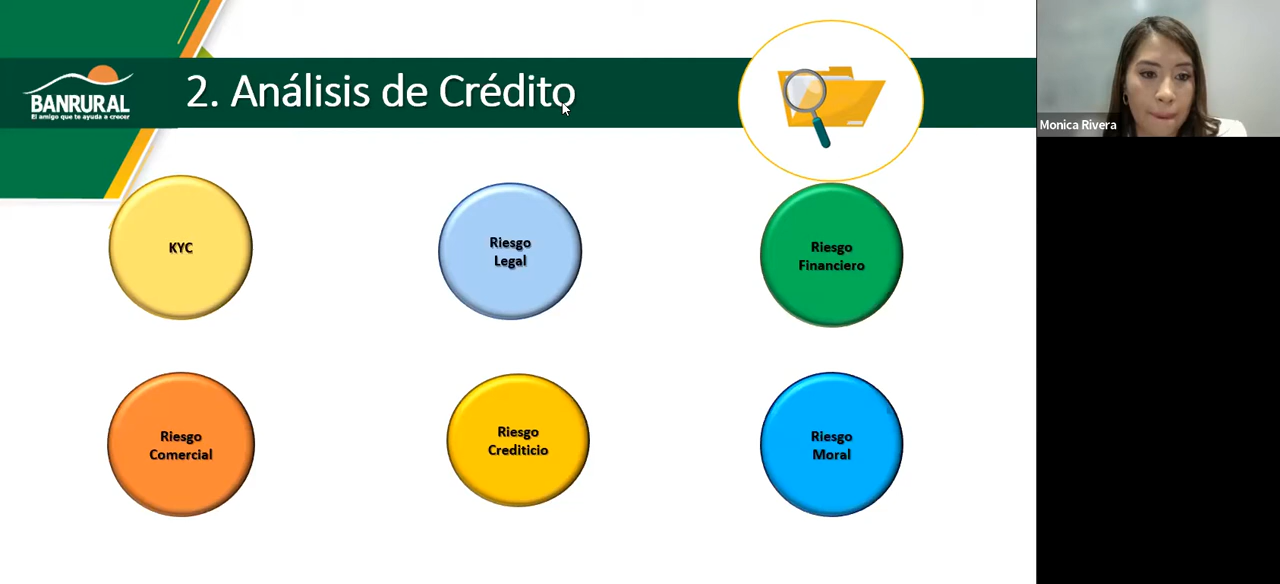 2. Análisis de Crédito
BANRURAL
El amigo que te ayuda a crecer
Monica Rivera
KYC
Riesgo
Legal
Riesgo
Financiero
Riesgo
Comercial
Riesgo
Crediticio
Riesgo
Moral